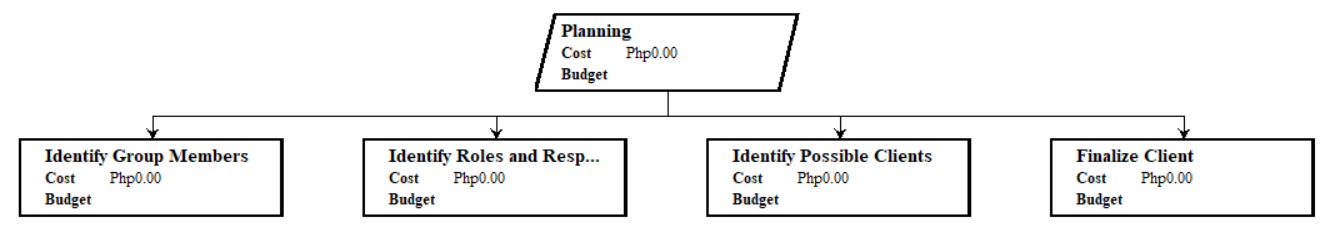 Planning
Cost Php0.00
Budget
Identify Group Members
Cost Php0.00
Budget
Identify Roles and Resp...
Cost Php0.00
Budget
Identify Possible Clients
Cost Php0.00
Budget
Finalize Client
Cost Php0.00
Budget